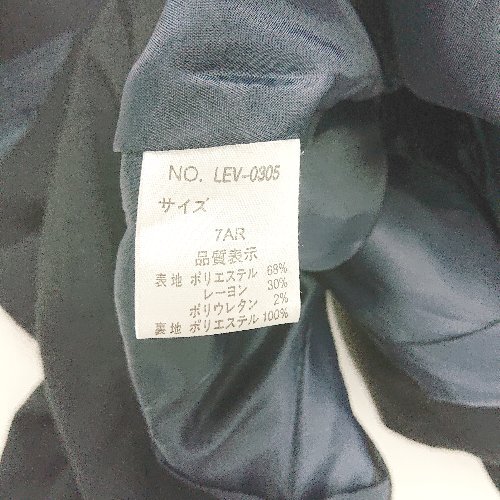 NO. LEV-0305
サイズ
7AR
品質表示
表地 ポリエステル 68%
レーヨン 30%
ポリウレタン 2%
裏地 ポリエステル 100%